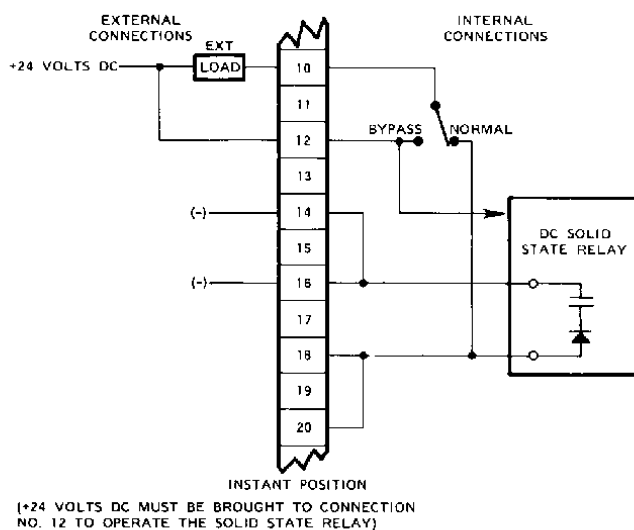 EXTERNAL
CONNECTIONS
INTERNAL
CONNECTIONS
EXT
+24 VOLTS DC
LOAD
10
11
BYPASS
NORMAL
12
13
(-)
14
DC SOLID
STATE RELAY
15
(-)
16
17
18
19
20
INSTANT POSITION
(+24 VOLTS DC MUST BE BROUGHT TO CONNECTION
NO. 12 TO OPERATE THE SOLID STATE RELAY)